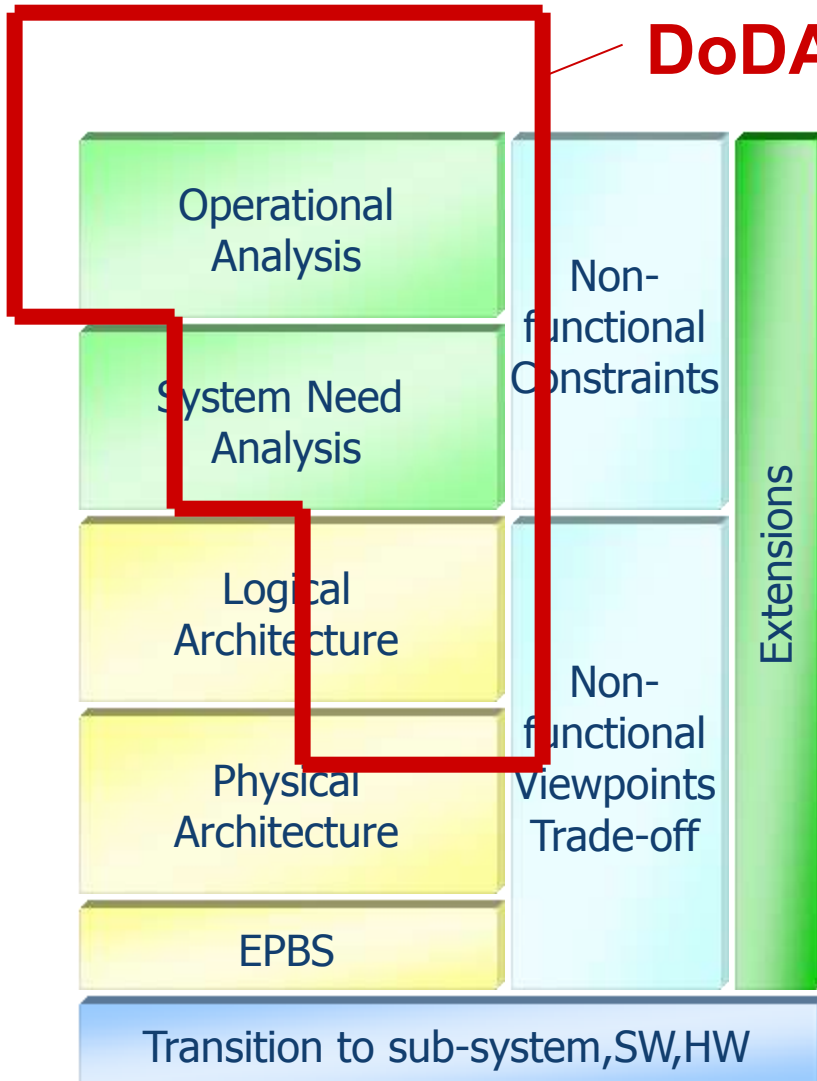 DoDA
Operational
Analysis
Non-
functional
Constraints
System Need
Analysis
Extensions
Logical
Architecture
Non-
functional
Viewpoints
Trade-off
Physical
Architecture
EPBS
Transition to sub-system,SW,HW